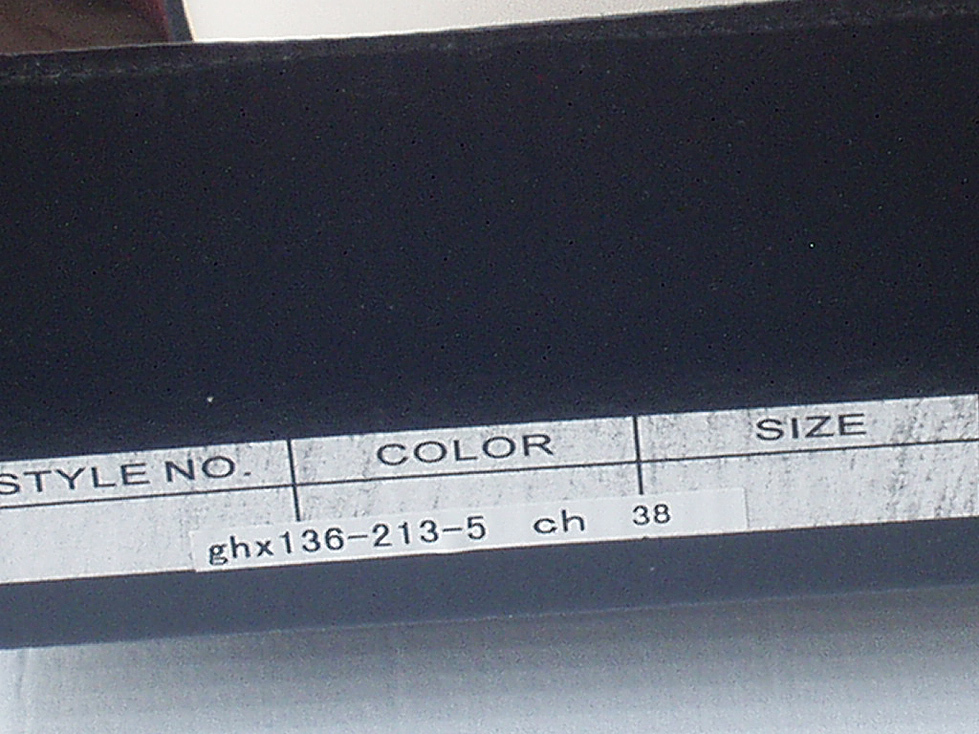 STYLE NO. COLOR SIZE
ghx136-213-5 ch 38